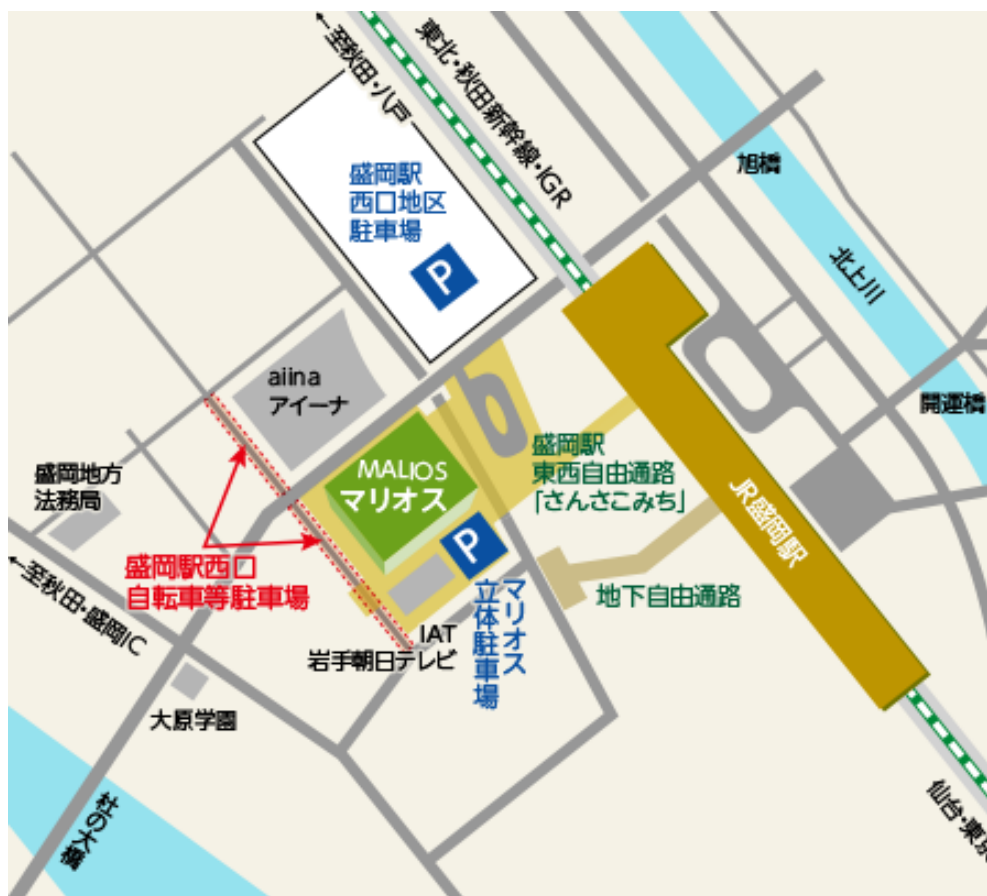 ←至秋田・八戸
東北・秋田新幹線・IGR
旭橋
盛岡駅
西口地区
駐車場
P
北上川
開運橋
aiina
アイーナ
MALIOS
マリオス
盛岡駅
東西自由通路
「さんさこみち」
JR盛岡駅
盛岡地方
法務局
P
盛岡駅西口
自転車等駐車場
地下自由通路
マリオス
立体駐車場
IAT
岩手朝日テレビ
←至秋田・盛岡IC
大原学園
杜の大橋
仙台・東京